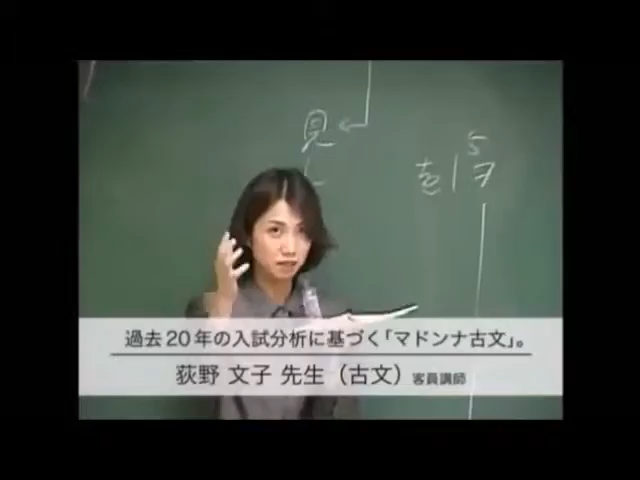 見
を
過去20年の入試分析に基づく「マドンナ古文」。
荻野 文子 先生（古文）客員講師